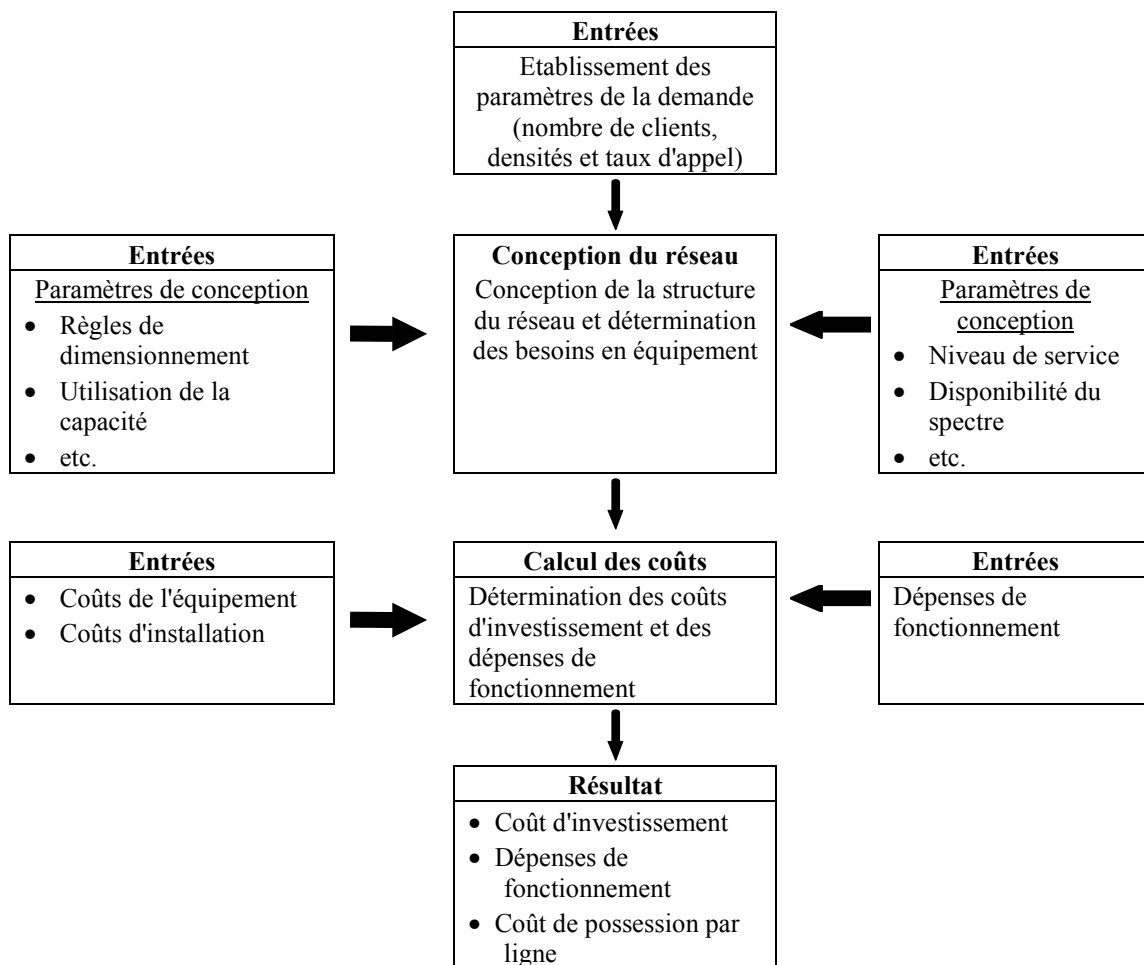 Entrées
Etablissement des
paramètres de la demande
(nombre de clients,
densités et taux d'appel)
Entrées
Paramètres de conception
• Règles de
dimensionnement
• Utilisation de la
capacité
• etc.
Conception du réseau
Conception de la structure
du réseau et détermination
des besoins en équipement
Entrées
Paramètres de
conception
• Niveau de service
• Disponibilité du
spectre
• etc.
Entrées
• Coûts de l'équipement
• Coûts d'installation
Calcul des coûts
Détermination des coûts
d'investissement et des
dépenses de
fonctionnement
Entrées
Dépenses de
fonctionnement
Résultat
• Coût d'investissement
• Dépenses de
fonctionnement
• Coût de possession par
ligne